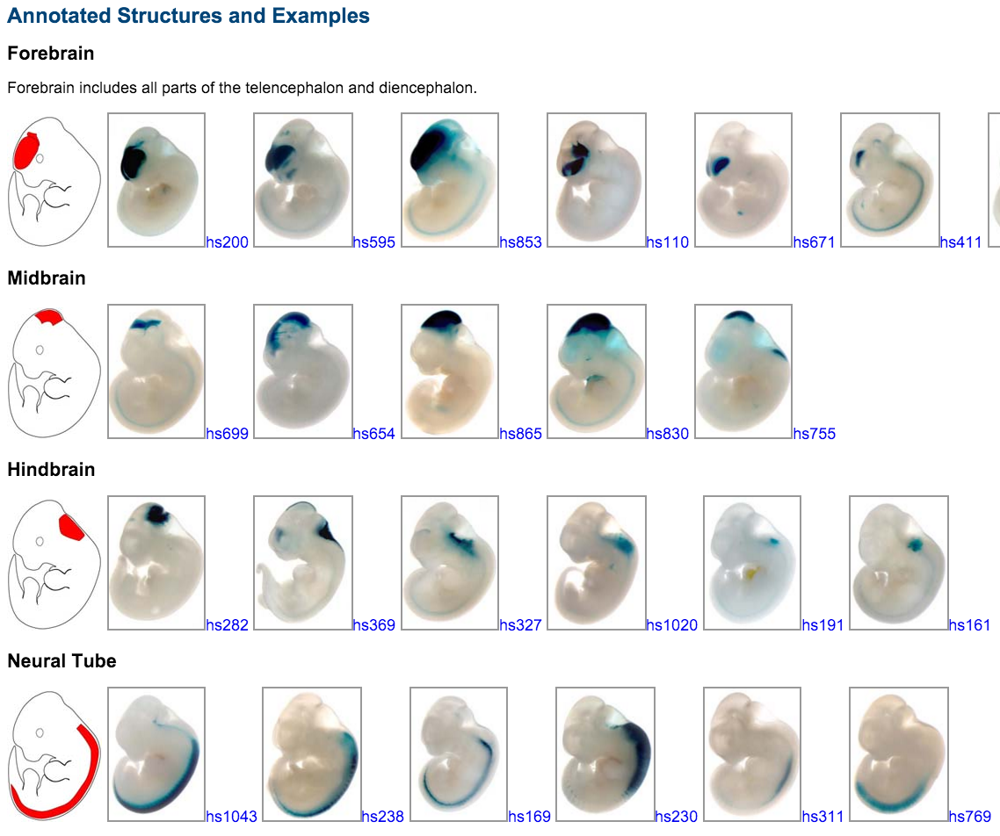 Annotated Structures and Examples
Forebrain
Forebrain includes all parts of the telencephalon and diencephalon.
hs200 hs595 hs853 hs110 hs671 hs411
Midbrain
hs699 hs654 hs865 hs830 hs755
Hindbrain
hs282 hs369 hs327 hs1020 hs191 hs161
Neural Tube
hs1043 hs238 hs169 hs230 hs311 hs769